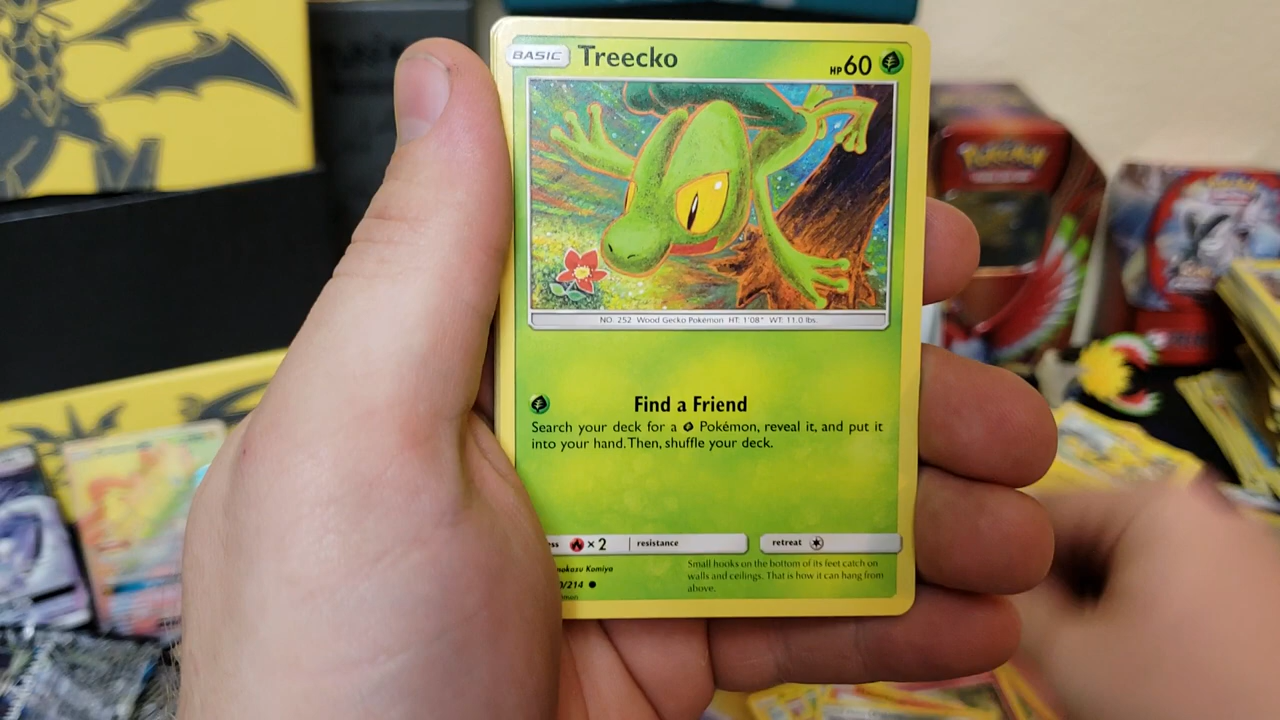 BASIC Treecko HP 60
NO. 252 Wood Gecko Pokémon HT: 1'08" WT: 11.0 lbs.
Find a Friend
Search your deck for a Pokémon, reveal it, and put it
into your hand. Then, shuffle your deck.
×2 resistance retreat
Komiya
/214
Small hooks on the bottom of its feet catch on
walls and ceilings. That is how it can hang from
above.
POKÉMON